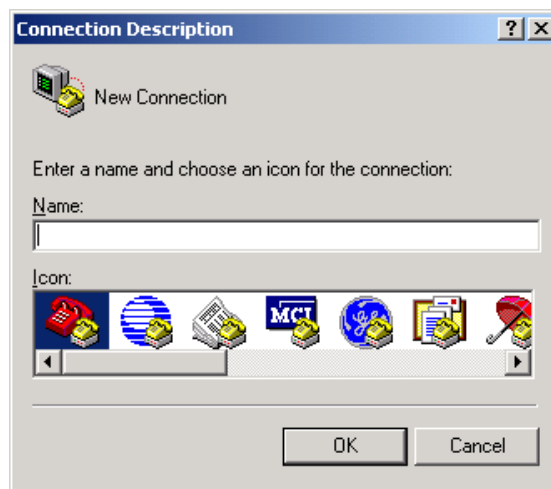 Connection Description
New Connection
Enter a name and choose an icon for the connection:
Name:
Icon:
MCI
OK
Cancel